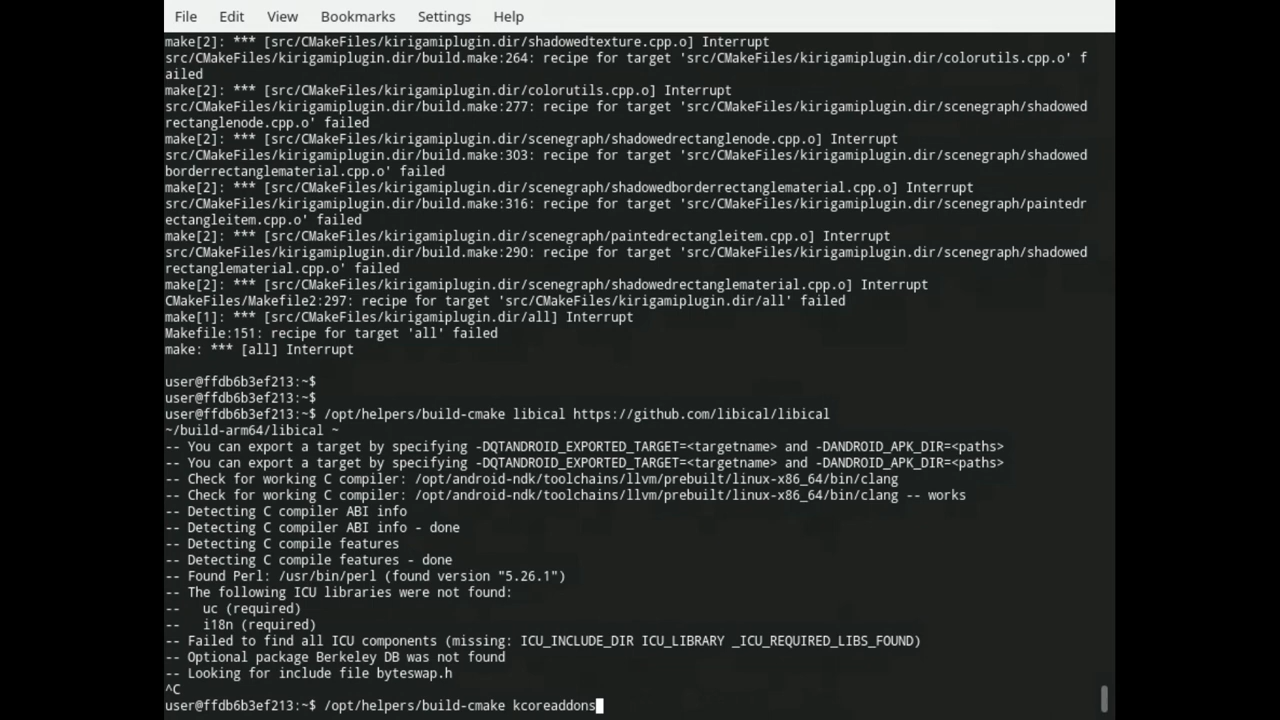 File Edit View Bookmarks Settings Help
make[2]: *** [src/CMakeFiles/kirigamiplugin.dir/shadowedtexture.cpp.o] Interrupt
src/CMakeFiles/kirigamiplugin.dir/build.make:264: recipe for target 'src/CMakeFiles/kirigamiplugin.dir/colorutils.cpp.o' f
ailed
make[2]: *** [src/CMakeFiles/kirigamiplugin.dir/colorutils.cpp.o] Interrupt
src/CMakeFiles/kirigamiplugin.dir/build.make:277: recipe for target 'src/CMakeFiles/kirigamiplugin.dir/scenegraph/shadowed
rectanglenode.cpp.o' failed
make[2]: *** [src/CMakeFiles/kirigamiplugin.dir/scenegraph/shadowedrectanglenode.cpp.o] Interrupt
src/CMakeFiles/kirigamiplugin.dir/build.make:303: recipe for target 'src/CMakeFiles/kirigamiplugin.dir/scenegraph/shadowed
borderrectanglematerial.cpp.o' failed
make[2]: *** [src/CMakeFiles/kirigamiplugin.dir/scenegraph/shadowedborderrectanglematerial.cpp.o] Interrupt
src/CMakeFiles/kirigamiplugin.dir/build.make:316: recipe for target 'src/CMakeFiles/kirigamiplugin.dir/scenegraph/paintedr
ectangleitem.cpp.o' failed
make[2]: *** [src/CMakeFiles/kirigamiplugin.dir/scenegraph/paintedrectangleitem.cpp.o] Interrupt
src/CMakeFiles/kirigamiplugin.dir/build.make:290: recipe for target 'src/CMakeFiles/kirigamiplugin.dir/scenegraph/shadowed
rectanglematerial.cpp.o' failed
make[2]: *** [src/CMakeFiles/kirigamiplugin.dir/scenegraph/shadowedrectanglematerial.cpp.o] Interrupt
CMakeFiles/Makefile2:297: recipe for target 'src/CMakeFiles/kirigamiplugin.dir/all' failed
make[1]: *** [src/CMakeFiles/kirigamiplugin.dir/all] Interrupt
Makefile:151: recipe for target 'all' failed
make: *** [all] Interrupt
user@ffdb6b3ef213:~$
user@ffdb6b3ef213:~$
user@ffdb6b3ef213:~$ /opt/helpers/build-cmake libical https://github.com/libical/libical
~/build-arm64/libical ~
-- You can export a target by specifying -DQTANDROID_EXPORTED_TARGET=<targetname> and -DANDROID_APK_DIR=<paths>
-- You can export a target by specifying -DQTANDROID_EXPORTED_TARGET=<targetname> and -DANDROID_APK_DIR=<paths>
-- Check for working C compiler: /opt/android-ndk/toolchains/llvm/prebuilt/linux-x86_64/bin/clang
-- Check for working C compiler: /opt/android-ndk/toolchains/llvm/prebuilt/linux-x86_64/bin/clang -- works
-- Detecting C compiler ABI info
-- Detecting C compiler ABI info - done
-- Detecting C compile features
-- Detecting C compile features - done
-- Found Perl: /usr/bin/perl (found version "5.26.1")
-- The following ICU libraries were not found:
--   uc (required)
--   i18n (required)
-- Failed to find all ICU components (missing: ICU_INCLUDE_DIR ICU_LIBRARY _ICU_REQUIRED_LIBS_FOUND)
-- Optional package Berkeley DB was not found
-- Looking for include file byteswap.h
^C
user@ffdb6b3ef213:~$ /opt/helpers/build-cmake kcoreaddons